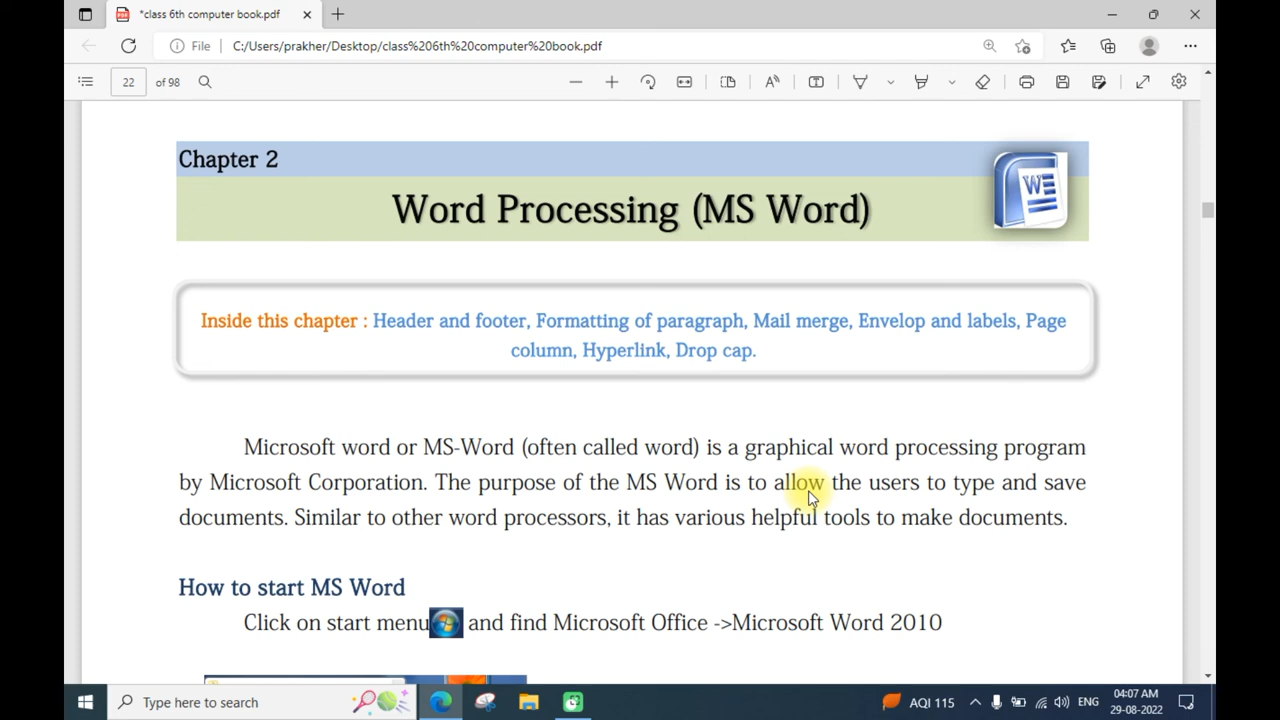 *class 6th computer book.pdf
File C:/Users/prakher/Desktop/class%206th%20computer%20book.pdf
22 of 98
Chapter 2
Word Processing (MS Word)
W
Inside this chapter : Header and footer, Formatting of paragraph, Mail merge, Envelop and labels, Page
column, Hyperlink, Drop cap.
Microsoft word or MS-Word (often called word) is a graphical word processing program
by Microsoft Corporation. The purpose of the MS Word is to allow the users to type and save
documents. Similar to other word processors, it has various helpful tools to make documents.
How to start MS Word
Click on start menu and find Microsoft Office ->Microsoft Word 2010
Type here to search
AQI 115
ENG
04:07 AM
29-08-2022